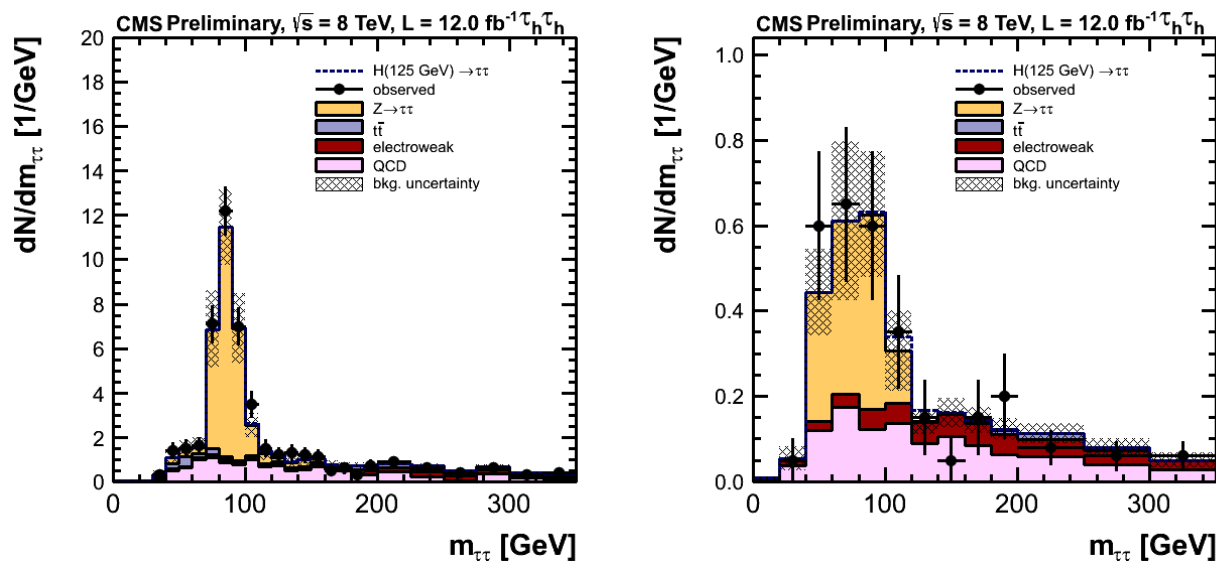 CMS Preliminary, √s = 8 TeV, L = 12.0 fb⁻¹ τₕτₕ
dN/dm_ττ [1/GeV]
20
18
16
14
12
10
8
6
4
2
0
H(125 GeV) →ττ
observed
Z→ττ
tt̄
electroweak
QCD
bkg. uncertainty
0 100 200 300
m_ττ [GeV]
CMS Preliminary, √s = 8 TeV, L = 12.0 fb⁻¹ τₕτₕ
dN/dm_ττ [1/GeV]
1.0
0.8
0.6
0.4
0.2
0.0
H(125 GeV) →ττ
observed
Z→ττ
tt̄
electroweak
QCD
bkg. uncertainty
0 100 200 300
m_ττ [GeV]